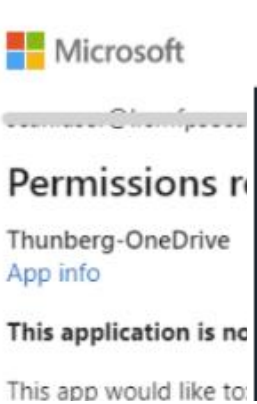 Microsoft
Permissions r
Thunberg-OneDrive
App info
This application is no
This app would like to: